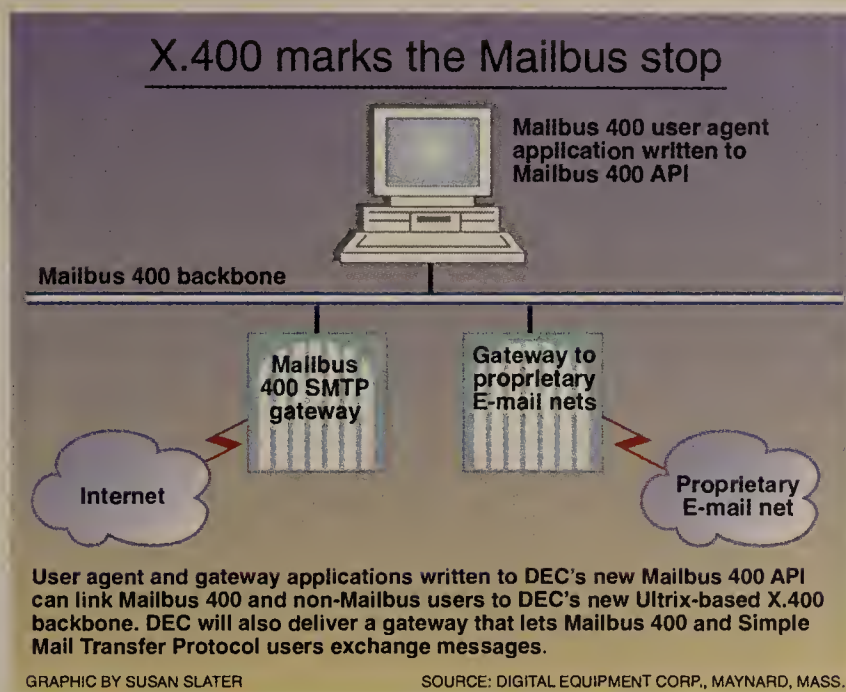 X.400 marks the Mailbus stop
Mailbus 400 user agent
application written to
Mailbus 400 API
Mailbus 400 backbone
Mailbus
400 SMTP
gateway
Gateway to
proprietary
E-mail nets
Internet
Proprietary
E-mail net
User agent and gateway applications written to DEC's new Mailbus 400 API
can link Mailbus 400 and non-Mailbus users to DEC's new Ultrix-based X.400
backbone. DEC will also deliver a gateway that lets Mailbus 400 and Simple
Mail Transfer Protocol users exchange messages.
GRAPHIC BY SUSAN SLATER
SOURCE: DIGITAL EQUIPMENT CORP., MAYNARD, MASS.